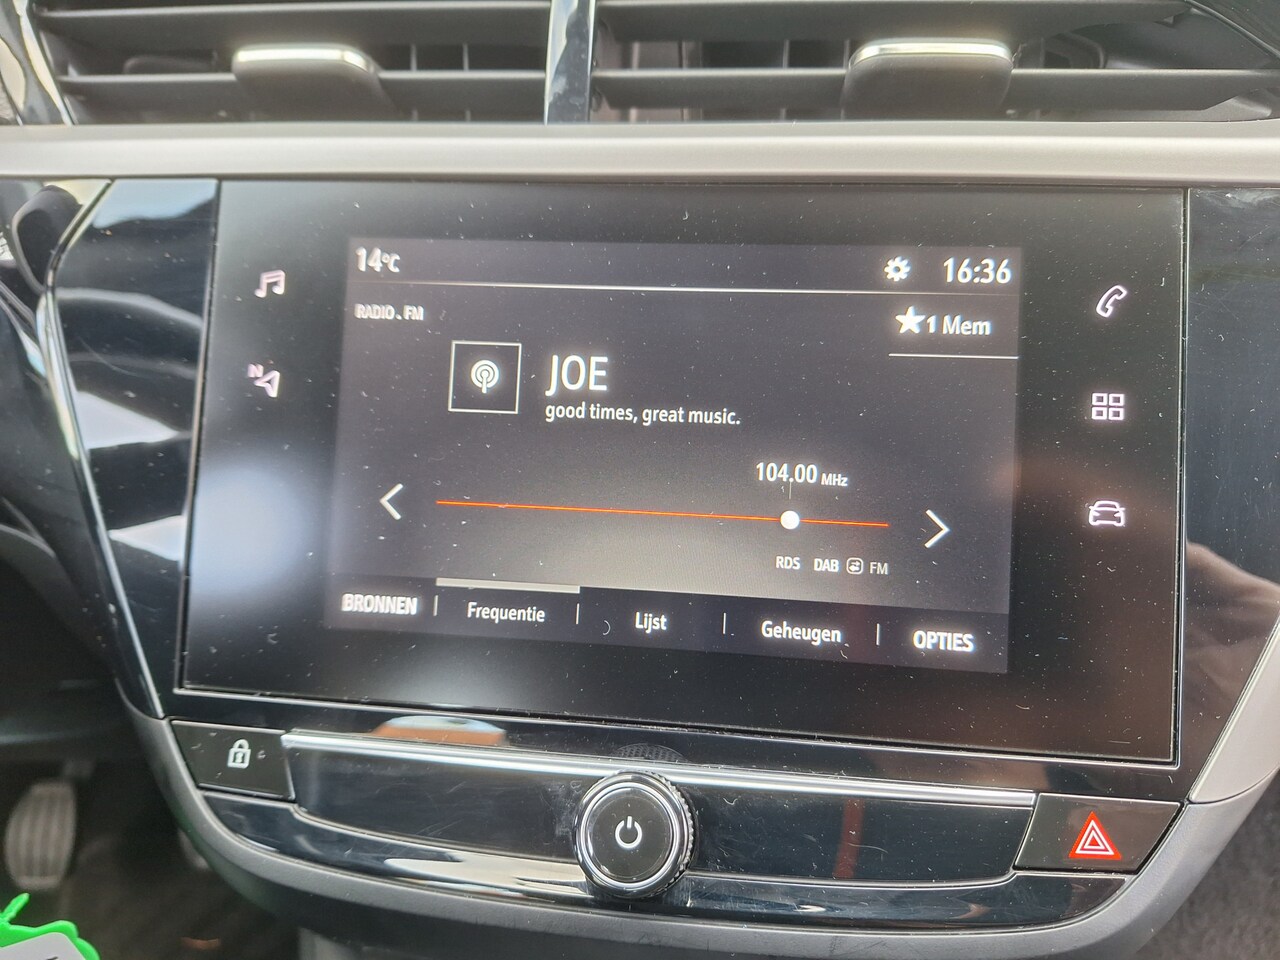 14°C
16:36
RADIO . FM
★1 Mem
JOE
good times, great music.
104.00 MHz
RDS DAB FM
BRONNEN Frequentie Lijst Geheugen OPTIES
N